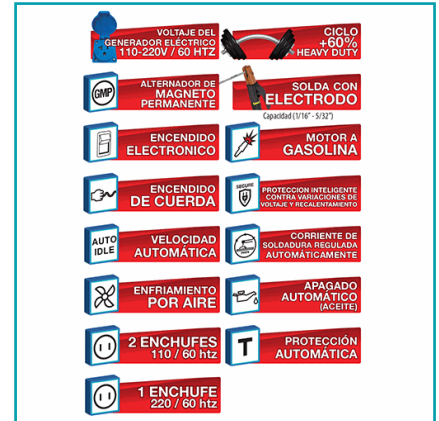 VOLTAJE DEL
GENERADOR ELÉCTRICO
110-220V / 60 HTZ
CICLO
+60%
HEAVY DUTY
GMP
ALTERNADOR DE
MAGNETO
PERMANENTE
SOLDA CON
ELECTRODO
Capacidad (1/16" - 5/32")
ENCENDIDO
ELECTRONICO
MOTOR A
GASOLINA
ENCENDIDO
DE CUERDA
SECURE
PROTECCION INTELIGENTE
CONTRA VARIACIONES DE
VOLTAJE Y RECALENTAMIENTO
AUTO
IDLE
VELOCIDAD
AUTOMÁTICA
CORRIENTE DE
SOLDADURA REGULADA
AUTOMÁTICAMENTE
ENFRIAMIENTO
POR AIRE
APAGADO
AUTOMÁTICO
(ACEITE)
2 ENCHUFES
110 / 60 htz
T
PROTECCIÓN
AUTOMÁTICA
1 ENCHUFE
220 / 60 htz